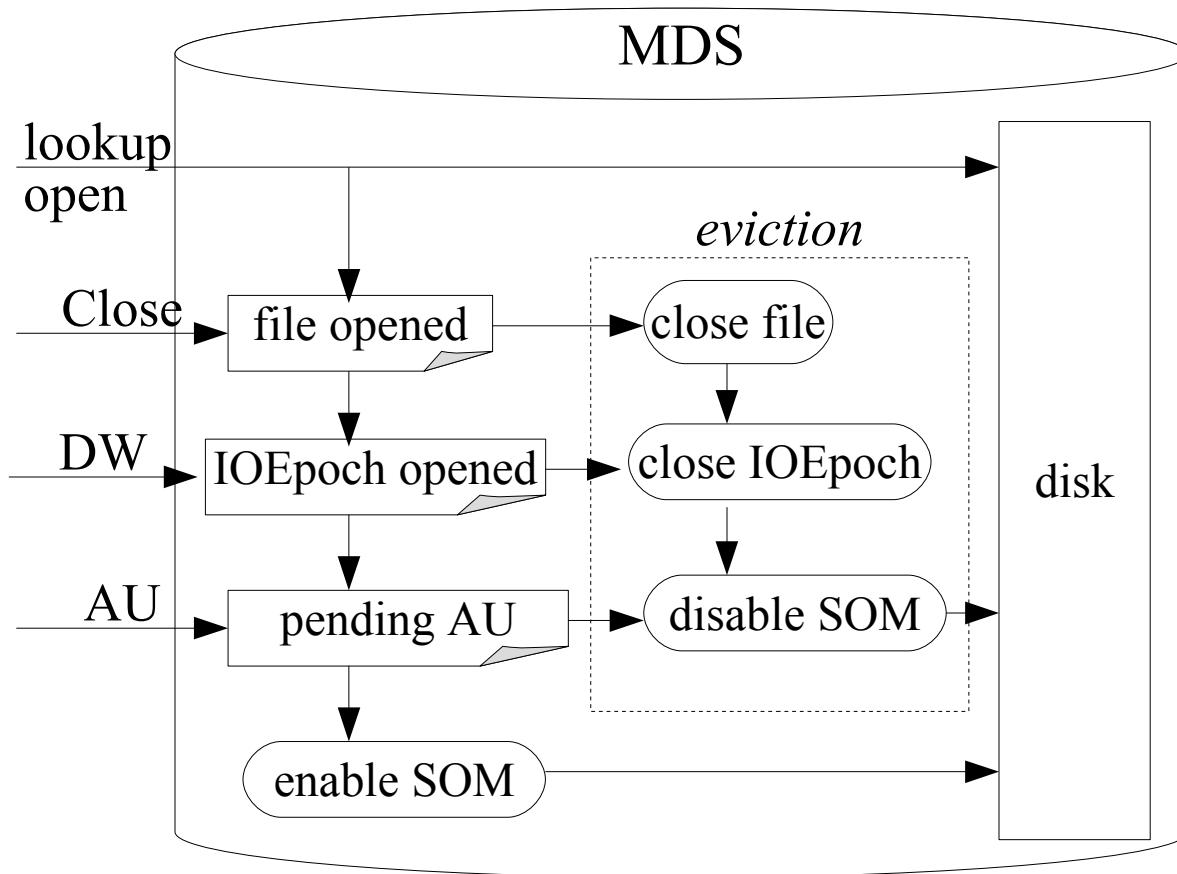 MDS
lookup
open
eviction
Close
file opened
close file
DW
IOEpoch opened
close IOEpoch
disk
AU
pending AU
disable SOM
enable SOM